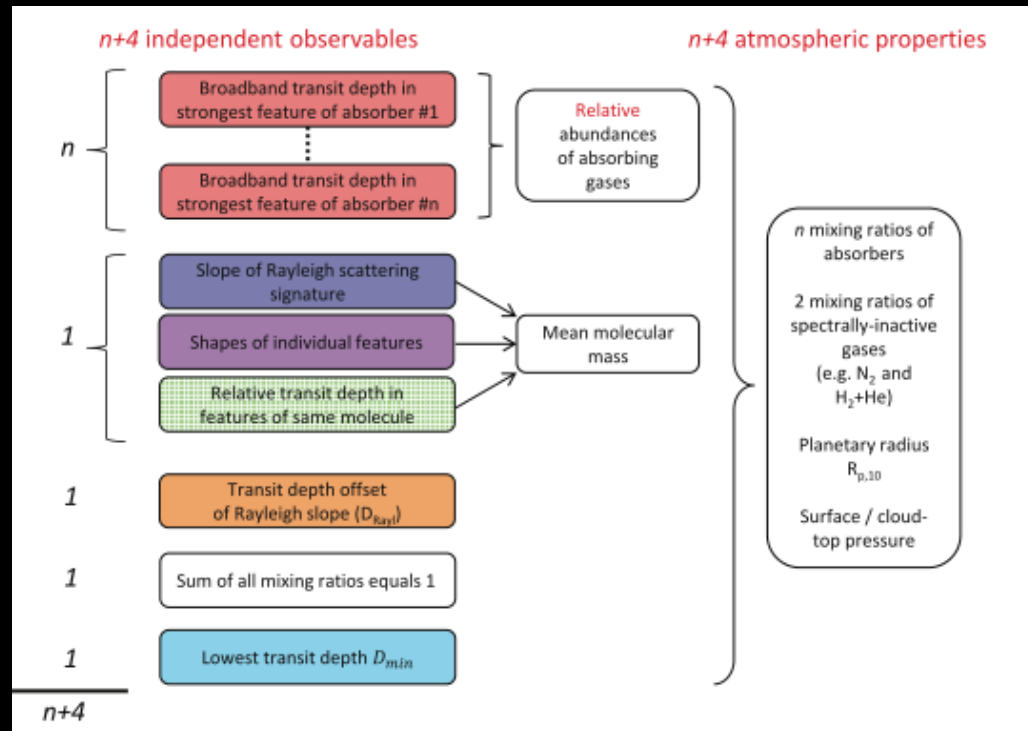 n+4 independent observables
n+4 atmospheric properties
n
Broadband transit depth in
strongest feature of absorber #1
Broadband transit depth in
strongest feature of absorber #n
Relative
abundances
of absorbing
gases
1
Slope of Rayleigh scattering
signature
Shapes of individual features
Relative transit depth in
features of same molecule
Mean molecular
mass
1
Transit depth offset
of Rayleigh slope (D_Rayl)
1
Sum of all mixing ratios equals 1
1
Lowest transit depth D_min
n+4
n mixing ratios of
absorbers
2 mixing ratios of
spectrally-inactive
gases
(e.g. N₂ and
H₂+He)
Planetary radius
R_p,10
Surface / cloud-
top pressure